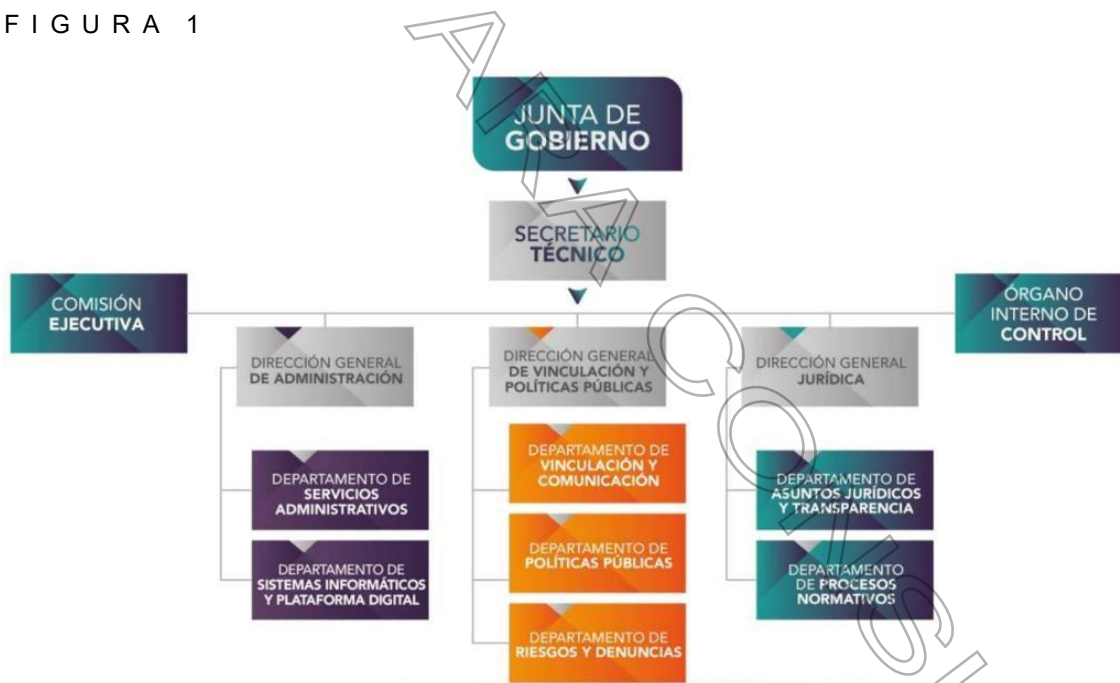 FIGURA 1
JUNTA DE
GOBIERNO
SECRETARIO
TÉCNICO
COMISIÓN
EJECUTIVA
ÓRGANO
INTERNO DE
CONTROL
DIRECCIÓN GENERAL
DE ADMINISTRACIÓN
DIRECCIÓN GENERAL
DE VINCULACIÓN Y
POLÍTICAS PÚBLICAS
DIRECCIÓN GENERAL
JURÍDICA
DEPARTAMENTO DE
SERVICIOS
ADMINISTRATIVOS
DEPARTAMENTO DE
SISTEMAS INFORMÁTICOS
Y PLATAFORMA DIGITAL
DEPARTAMENTO DE
VINCULACIÓN Y
COMUNICACIÓN
DEPARTAMENTO DE
POLÍTICAS PÚBLICAS
DEPARTAMENTO DE
RIESGOS Y DENUNCIAS
DEPARTAMENTO DE
ASUNTOS JURÍDICOS
Y TRANSPARENCIA
DEPARTAMENTO
DE PROCESOS
NORMATIVOS